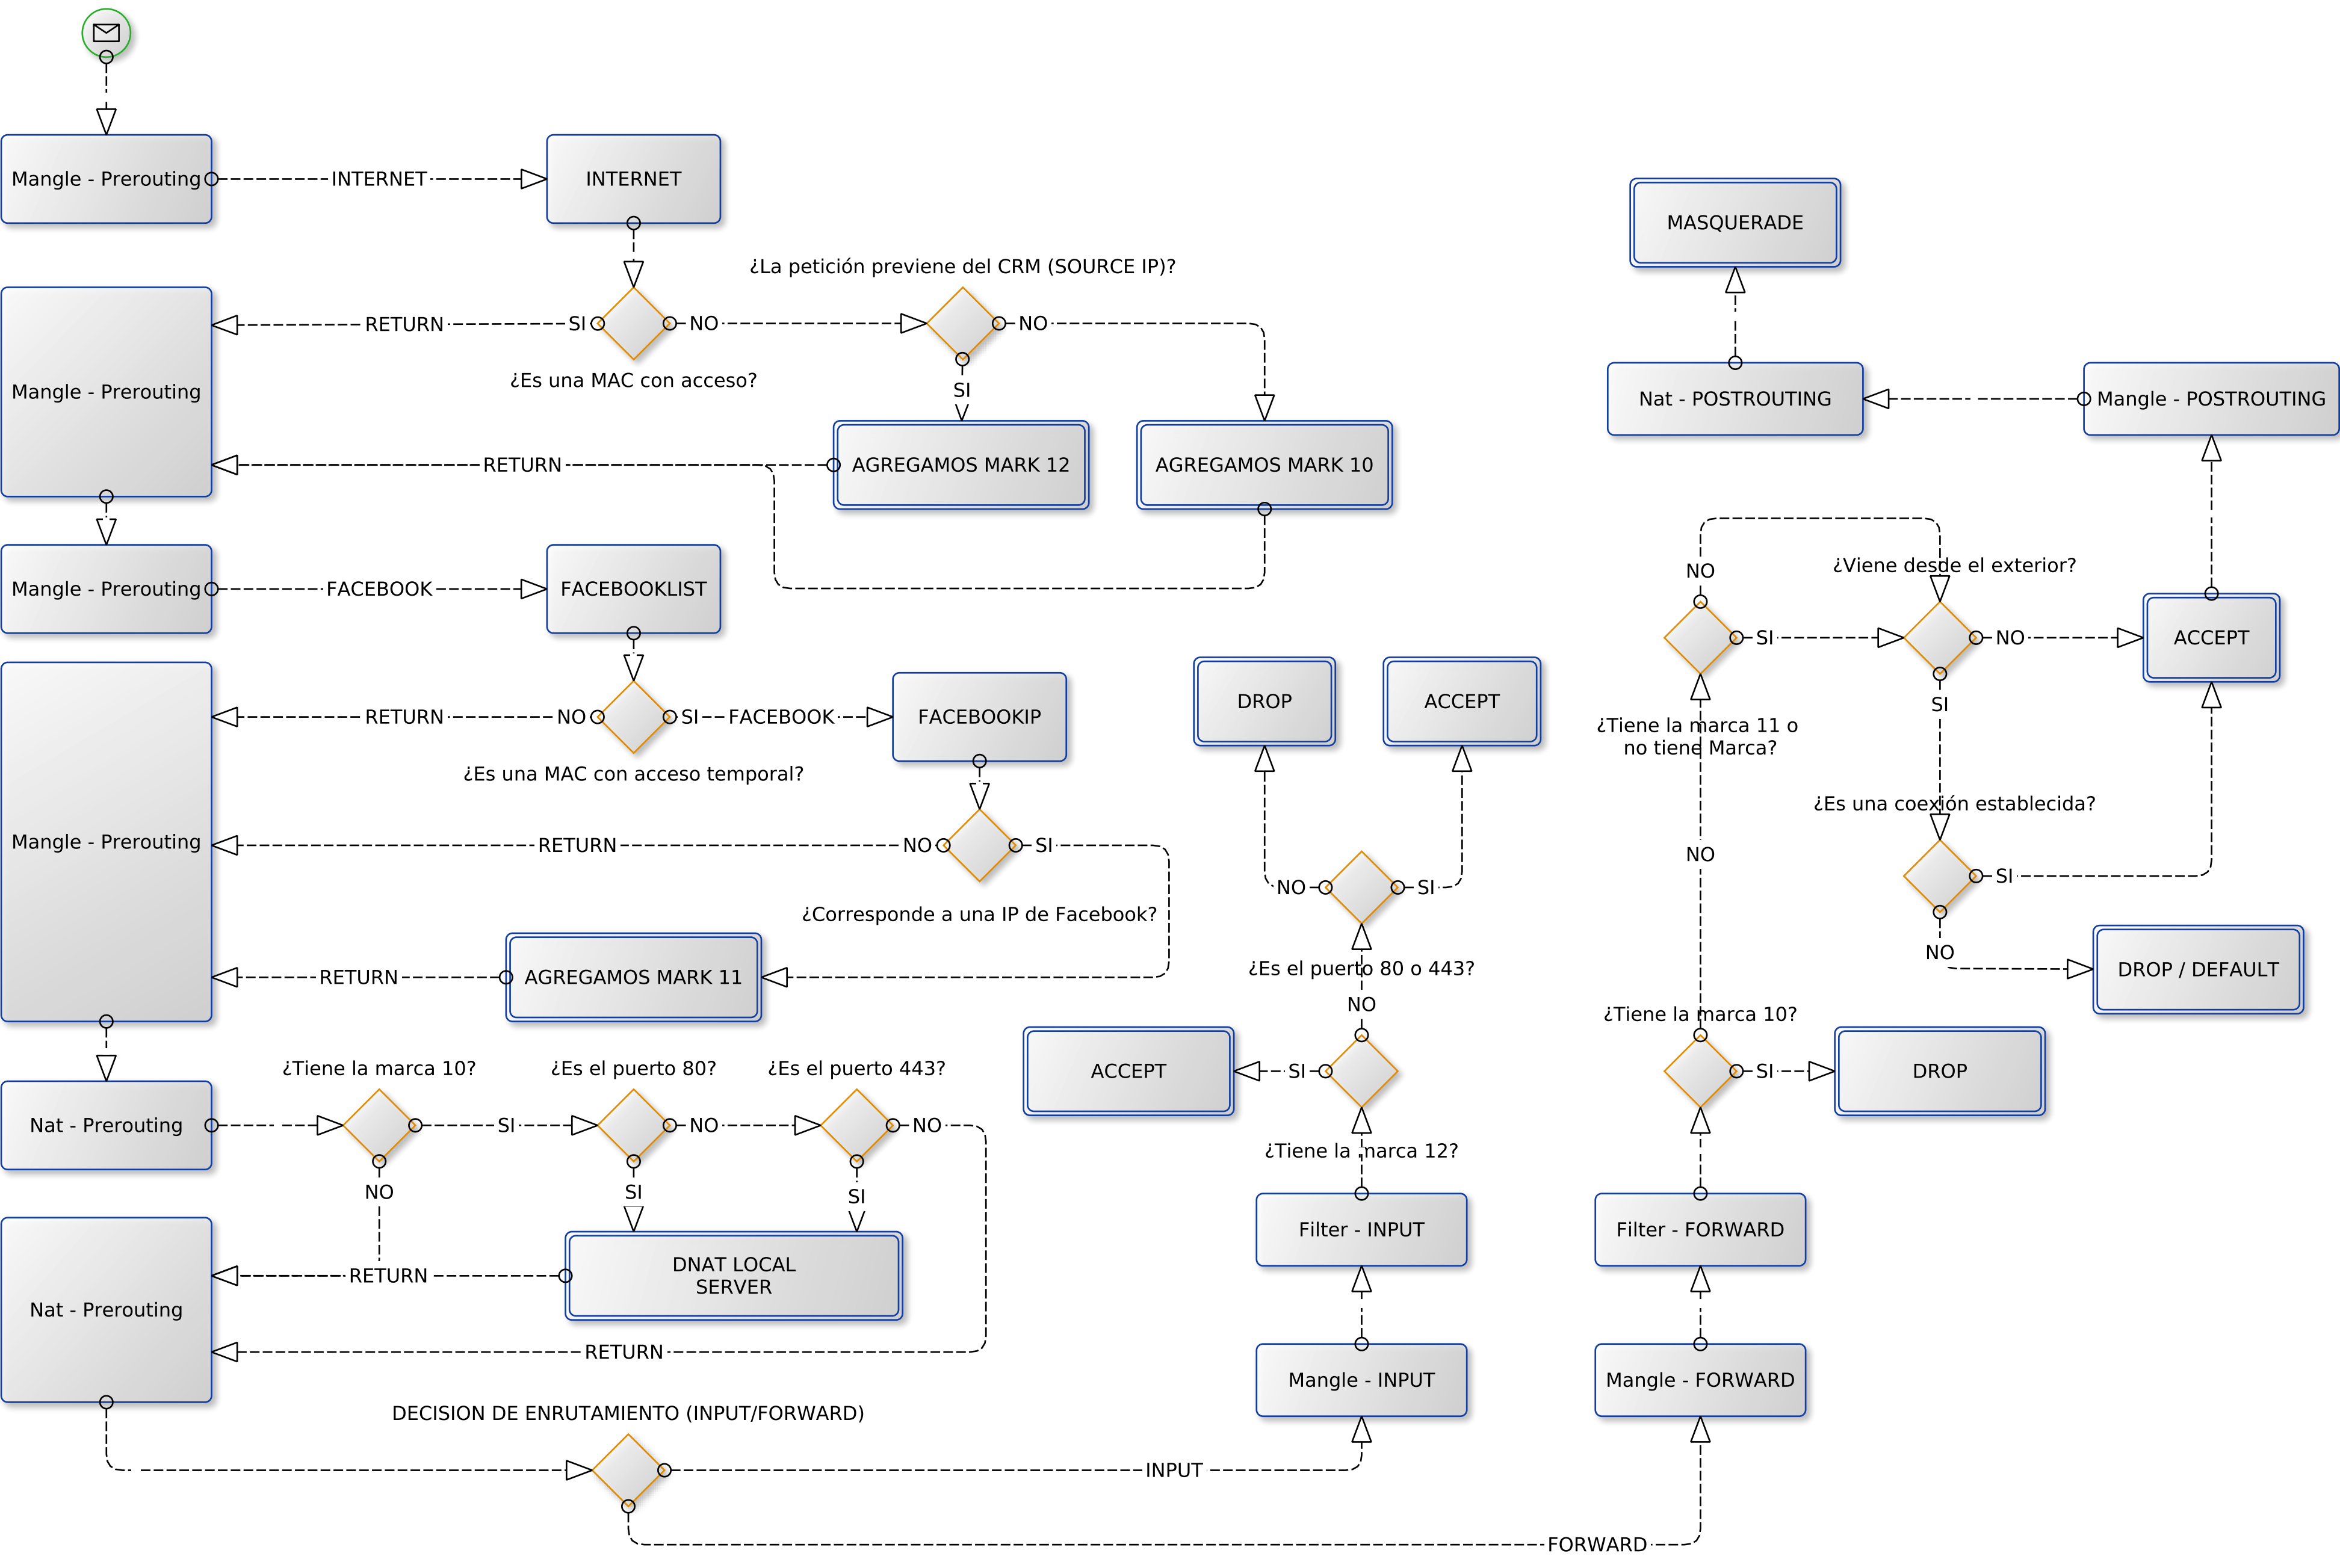 Mangle - Prerouting
INTERNET
INTERNET
MASQUERADE
¿La petición previene del CRM (SOURCE IP)?
RETURN
SI
NO
NO
¿Es una MAC con acceso?
SI
Mangle - Prerouting
Nat - POSTROUTING
Mangle - POSTROUTING
RETURN
AGREGAMOS MARK 12
AGREGAMOS MARK 10
¿Viene desde el exterior?
NO
Mangle - Prerouting
FACEBOOK
FACEBOOKLIST
SI
NO
ACCEPT
DROP
ACCEPT
RETURN
NO
SI
FACEBOOK
FACEBOOKIP
SI
¿Tiene la marca 11 o
no tiene Marca?
¿Es una MAC con acceso temporal?
¿Es una coexión establecida?
Mangle - Prerouting
RETURN
NO
SI
NO
SI
NO
SI
¿Corresponde a una IP de Facebook?
NO
¿Es el puerto 80 o 443?
DROP / DEFAULT
RETURN
AGREGAMOS MARK 11
NO
¿Tiene la marca 10?
¿Tiene la marca 10?
¿Es el puerto 80?
¿Es el puerto 443?
ACCEPT
SI
SI
DROP
Nat - Prerouting
SI
NO
NO
¿Tiene la marca 12?
NO
SI
SI
Filter - INPUT
Filter - FORWARD
RETURN
DNAT LOCAL
SERVER
Nat - Prerouting
RETURN
Mangle - INPUT
Mangle - FORWARD
DECISION DE ENRUTAMIENTO (INPUT/FORWARD)
INPUT
FORWARD